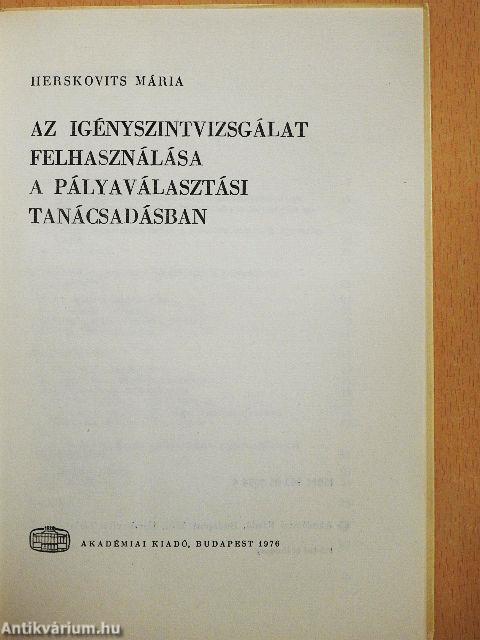 HERSKOVITS MÁRIA
AZ IGÉNYSZINTVIZSGÁLAT
FELHASZNÁLÁSA
A PÁLYAVÁLASZTÁSI
TANÁCSADÁSBAN
AKADÉMIAI KIADÓ, BUDAPEST 1976
Antikvárium.hu